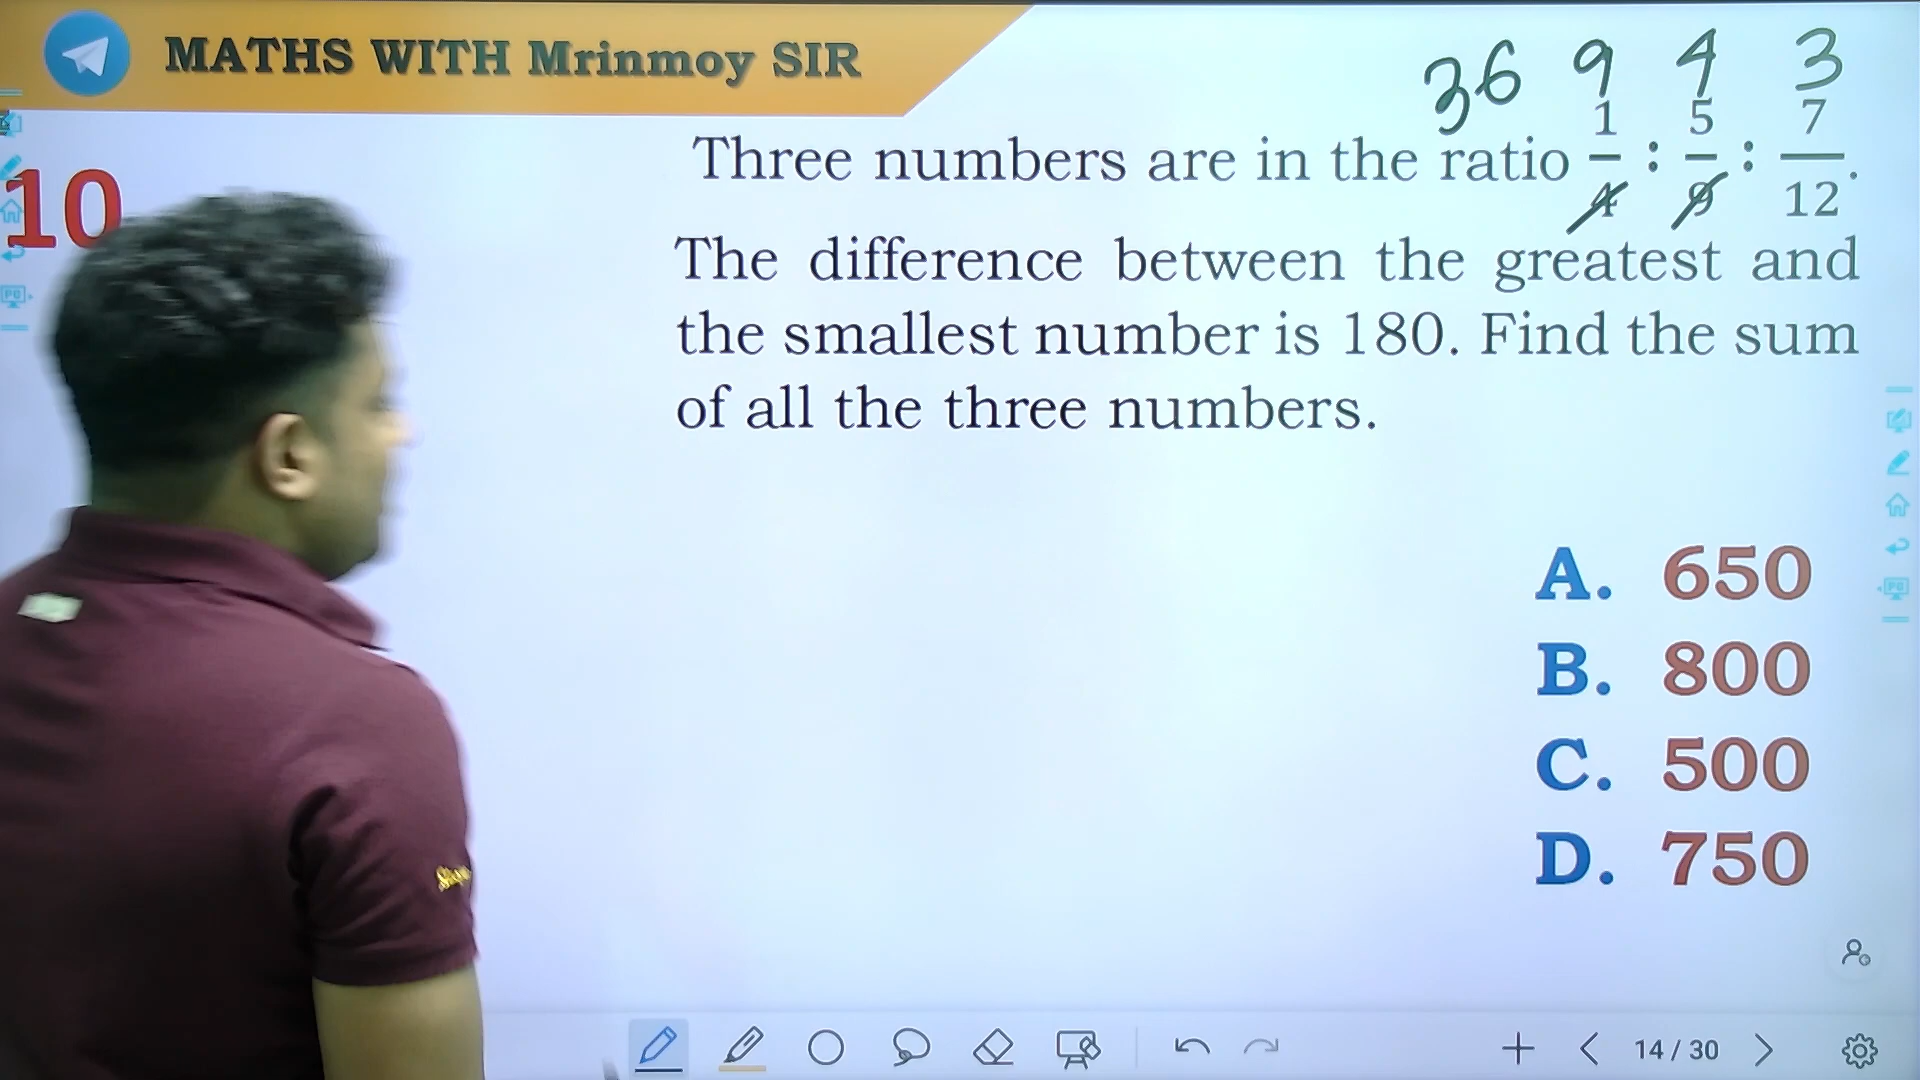 MATHS WITH Mrinmoy SIR
36 9 4 3
10
Three numbers are in the ratio 1/4 : 5/9 : 7/12.
The difference between the greatest and
the smallest number is 180. Find the sum
of all the three numbers.
A. 650
B. 800
C. 500
D. 750
14 / 30